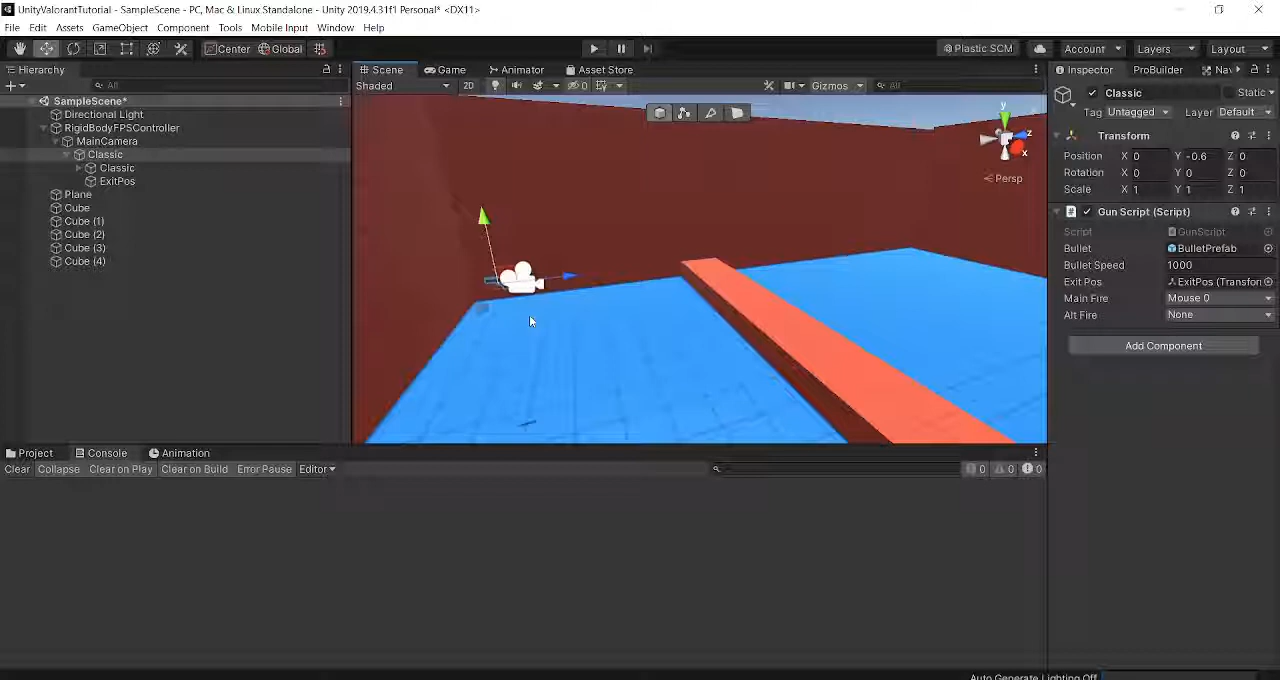 UnityValorantTutorial - SampleScene - PC, Mac & Linux Standalone - Unity 2019.4.31f1 Personal* <DX11>
File Edit Assets GameObject Component Tools Mobile Input Window Help
Center Global Plastic SCM Account Layers Layout
Hierarchy Scene Game Animator Asset Store Inspector ProBuilder Nav
All Shaded 2D 0 Gizmos All Classic Static
SampleScene*
Tag Untagged Layer Default
Directional Light
RigidBodyFPSController
MainCamera
Classic
Classic
ExitPos
Plane
Cube
Cube (1)
Cube (2)
Cube (3)
Cube (4)
y
z
x
Persp
Transform
Position X 0 Y -0.6 Z 0
Rotation X 0 Y 0 Z 0
Scale X 1 Y 1 Z 1
# Gun Script (Script)
Script GunScript
Bullet BulletPrefab
Bullet Speed 1000
Exit Pos ExitPos (Transfor
Main Fire Mouse 0
Alt Fire None
Add Component
Project Console Animation
Clear Collapse Clear on Play Clear on Build Error Pause Editor 0 0 0
Auto Generate Lighting Off